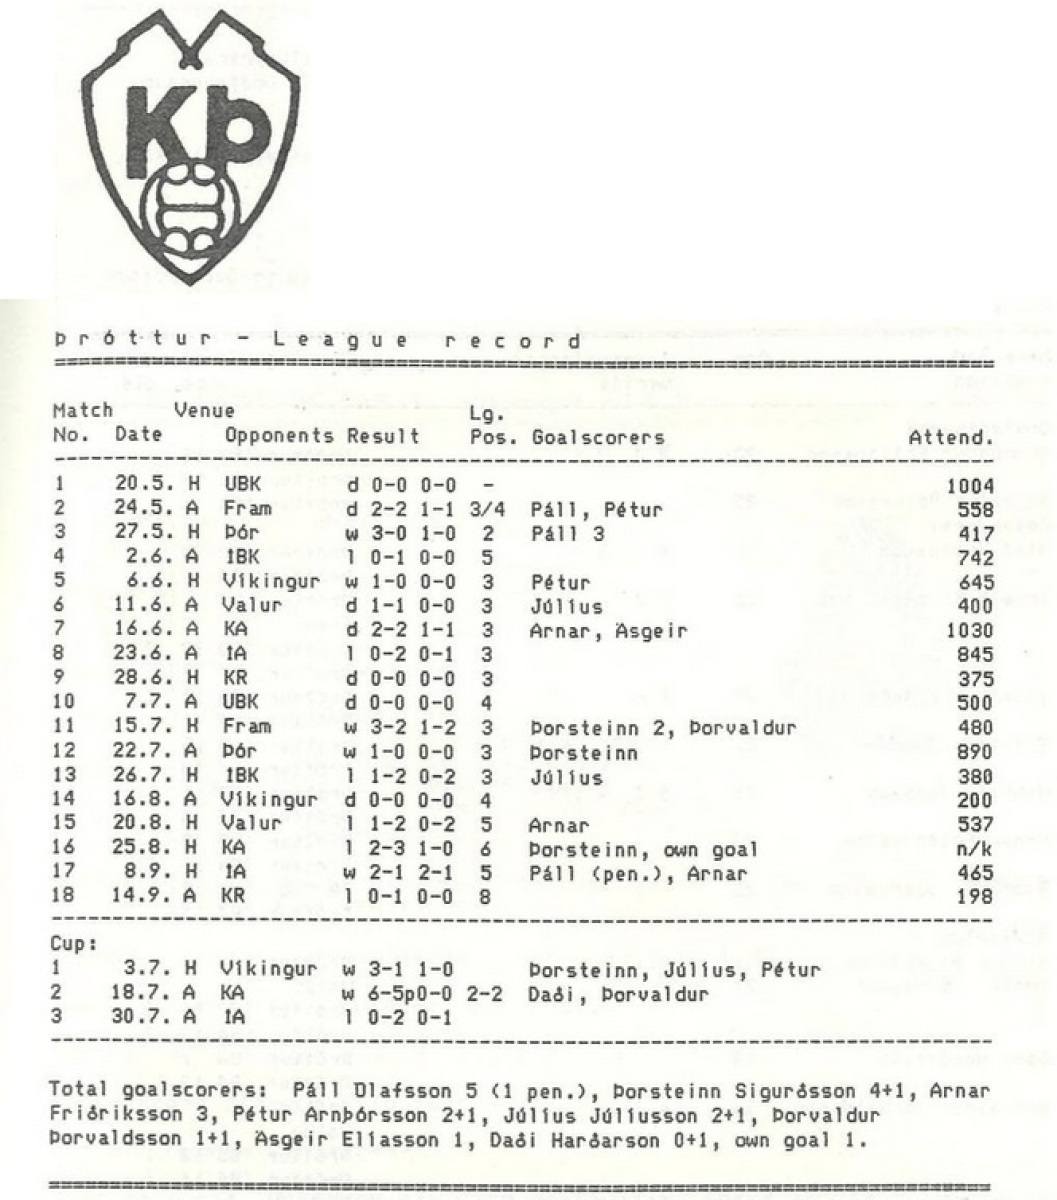 KÞ
Þróttur - League record
Match Venue Lg.
No. Date Opponents Result Pos. Goalscorers Attend.
1 20.5. H UBK d 0-0 0-0 - 1004
2 24.5. A Fram d 2-2 1-1 3/4 Páll, Pétur 558
3 27.5. H Þór w 3-0 1-0 2 Páll 3 417
4 2.6. A ÍBK l 0-1 0-0 5 742
5 6.6. H Víkingur w 1-0 0-0 3 Pétur 645
6 11.6. A Valur d 1-1 0-0 3 Júlíus 400
7 16.6. A KA d 2-2 1-1 3 Arnar, Ásgeir 1030
8 23.6. A ÍA l 0-2 0-1 3 845
9 28.6. H KR d 0-0 0-0 3 375
10 7.7. A UBK d 0-0 0-0 4 500
11 15.7. H Fram w 3-2 1-2 3 Þorsteinn 2, Þorvaldur 480
12 22.7. A Þór w 1-0 0-0 3 Þorsteinn 890
13 26.7. H ÍBK l 1-2 0-2 3 Júlíus 380
14 16.8. A Víkingur d 0-0 0-0 4 200
15 20.8. H Valur l 1-2 0-2 5 Arnar 537
16 25.8. H KA l 2-3 1-0 6 Þorsteinn, own goal n/k
17 8.9. H ÍA w 2-1 2-1 5 Páll (pen.), Arnar 465
18 14.9. A KR l 0-1 0-0 8 198
Cup:
1 3.7. H Víkingur w 3-1 1-0 Þorsteinn, Júlíus, Pétur
2 18.7. A KA w 6-5p0-0 2-2 Daði, Þorvaldur
3 30.7. A ÍA l 0-2 0-1
Total goalscorers: Páll Ólafsson 5 (1 pen.), Þorsteinn Sigurðsson 4+1, Arnar
Friðriksson 3, Pétur Arnþórsson 2+1, Júlíus Júlíusson 2+1, Þorvaldur
Þorvaldsson 1+1, Ásgeir Elíasson 1, Daði Harðarson 0+1, own goal 1.